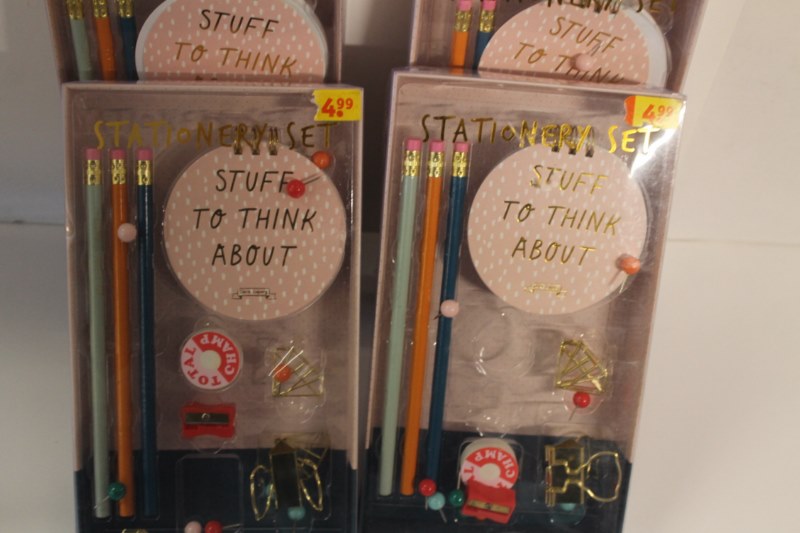 STUFF
TO THINK
STUFF
TO THINK
4.99
STATIONERY SET
STUFF
TO THINK
ABOUT
TOTAL
CHAMP
4.99
STATIONERY SET
STUFF
TO THINK
ABOUT
CHAMP